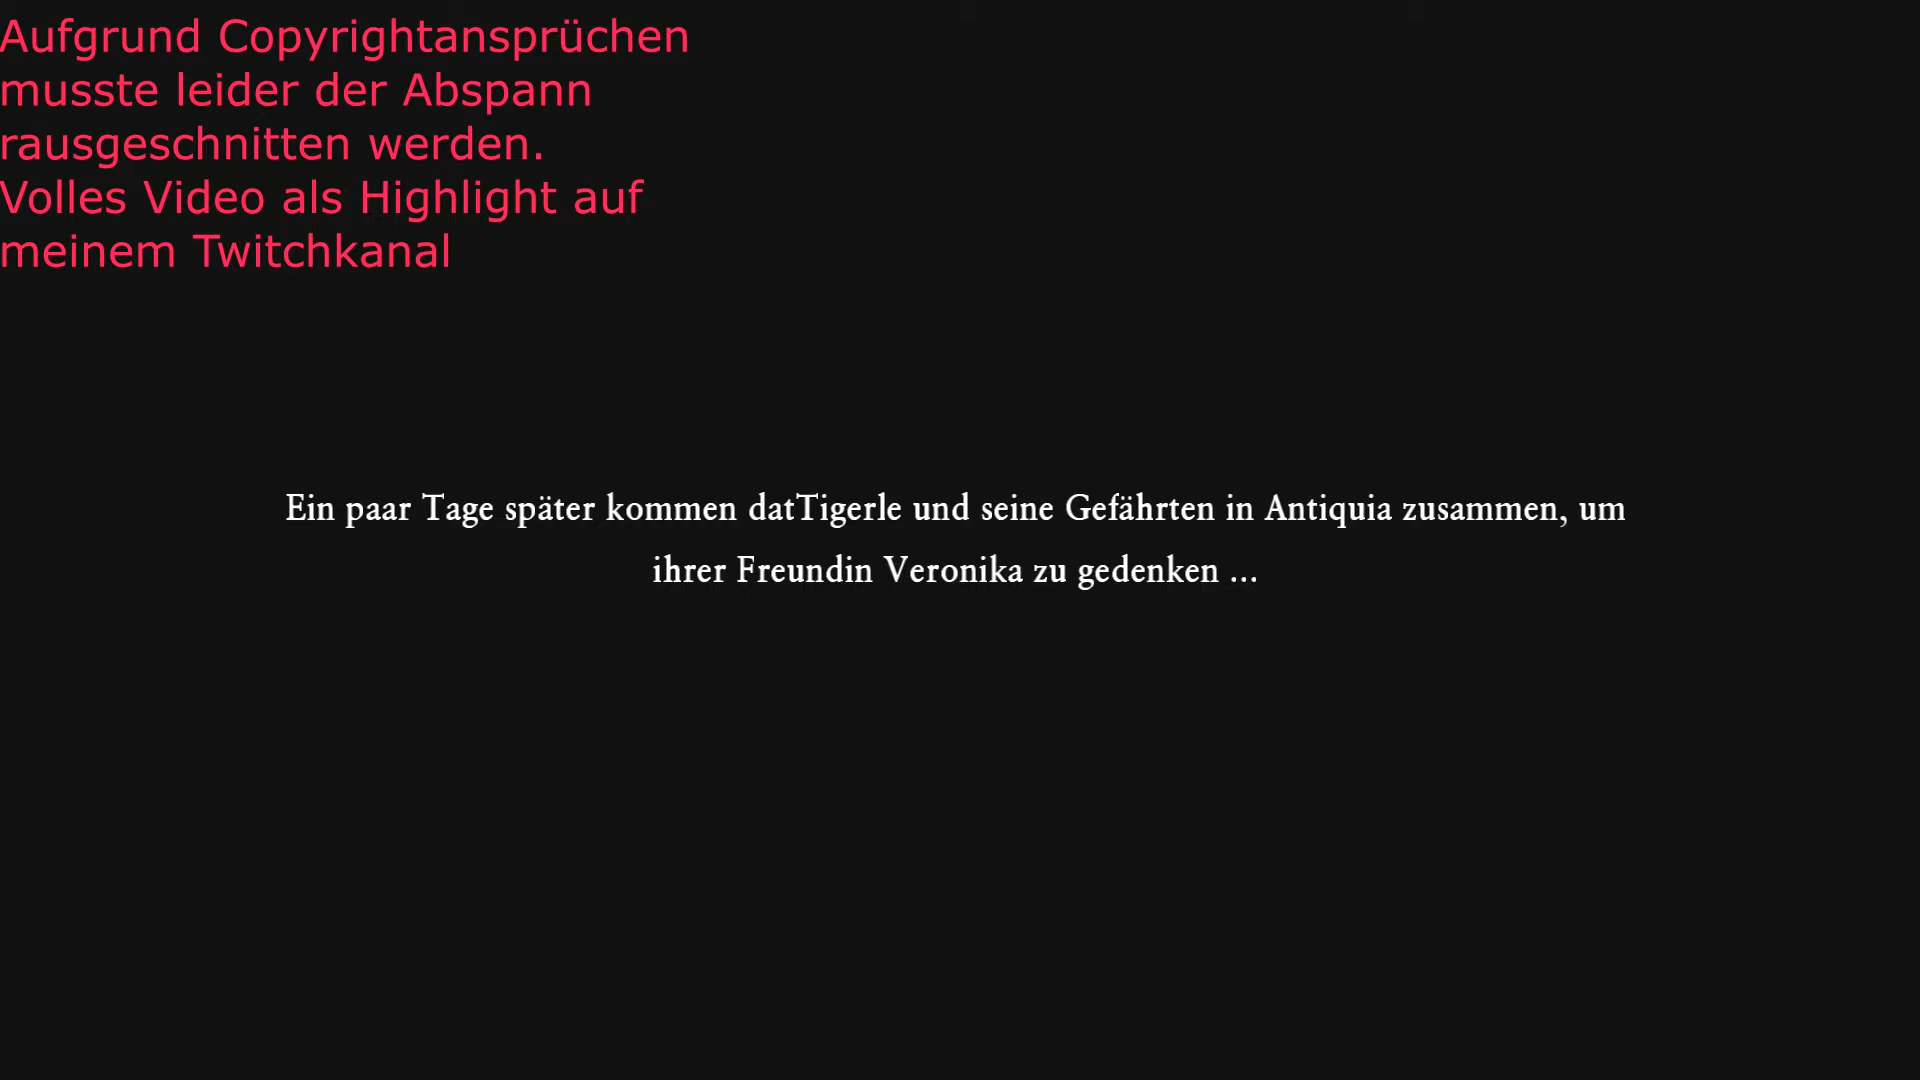 Aufgrund Copyrightansprüchen
musste leider der Abspann
rausgeschnitten werden.
Volles Video als Highlight auf
meinem Twitchkanal
Ein paar Tage später kommen datTigerle und seine Gefährten in Antiquia zusammen, um
ihrer Freundin Veronika zu gedenken ...